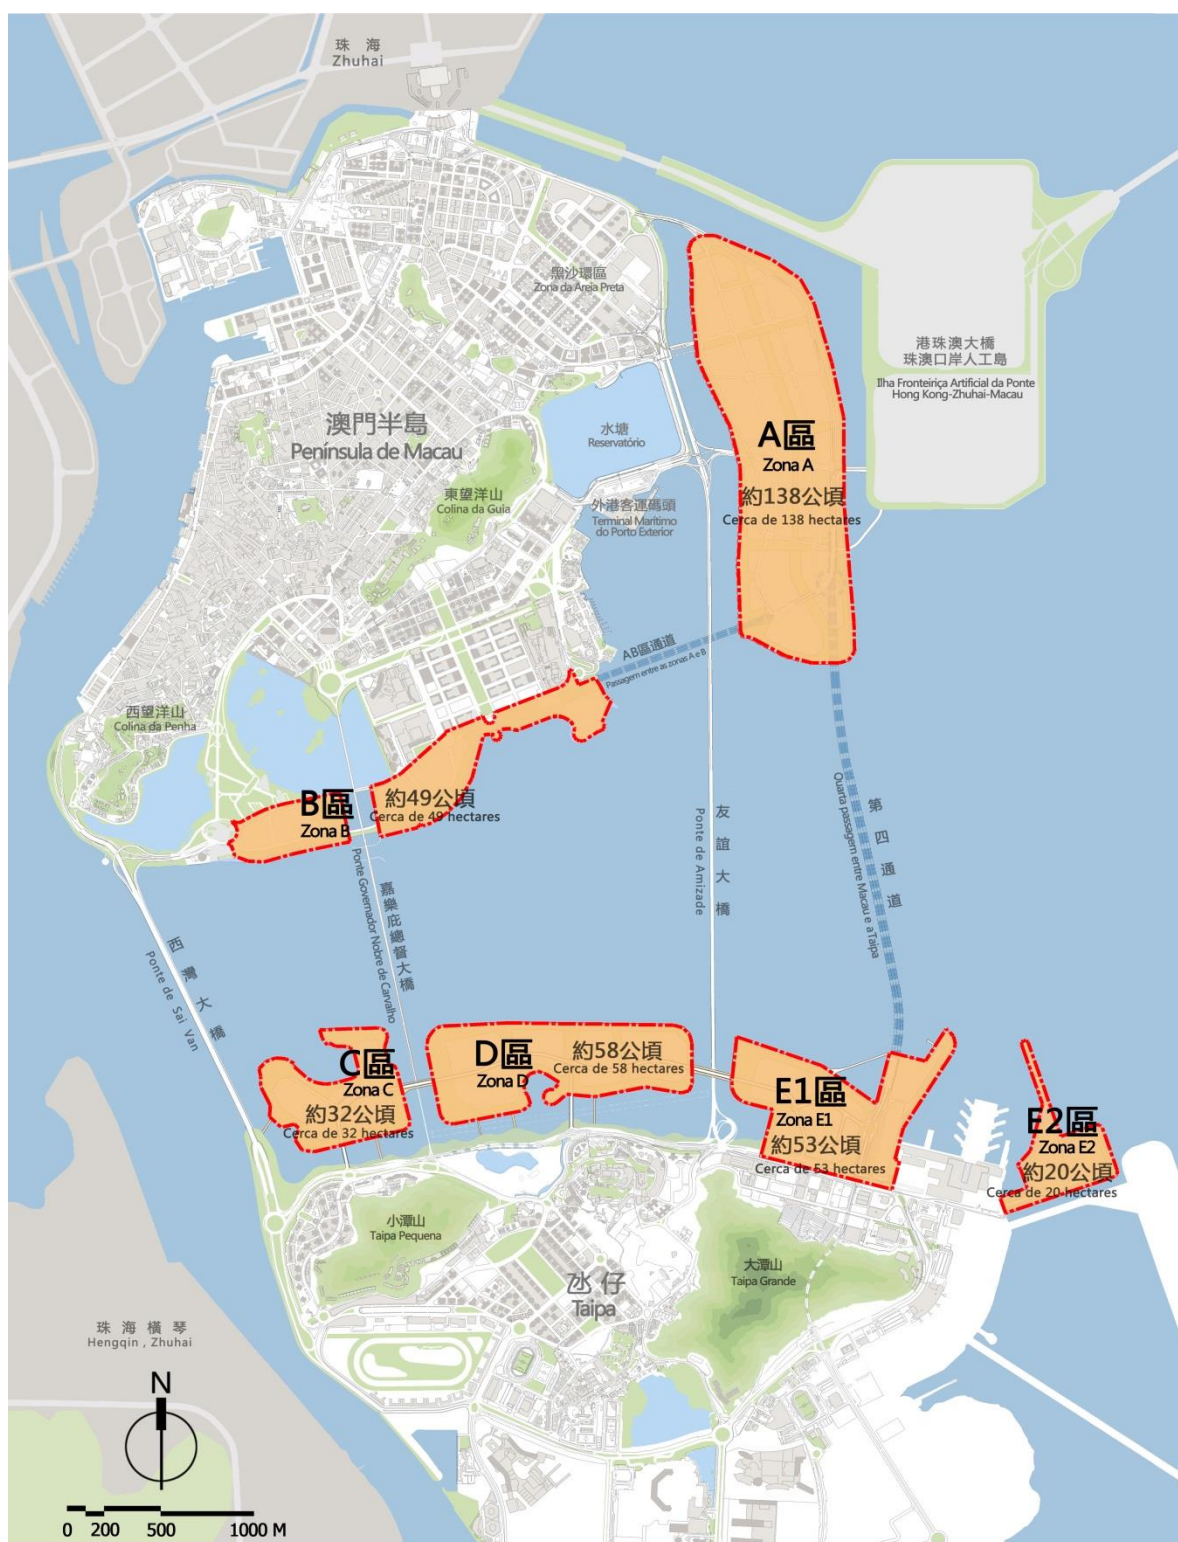 珠 海
Zhuhai
黑沙環區
Zona da Areia Preta
港珠澳大橋
珠澳口岸人工島
Ilha Fronteiriça Artificial da Ponte
Hong Kong-Zhuhai-Macau
澳門半島
Península de Macau
水塘
Reservatório
A區
Zona A
約138公頃
Cerca de 138 hectares
東望洋山
Colina da Guia
外港客運碼頭
Terminal Marítimo
do Porto Exterior
AB區通道
Passagem entre as zonas A e B
西望洋山
Colina da Penha
B區
Zona B
約49公頃
Cerca de 49 hectares
友誼大橋
Ponte de Amizade
第四通道
Quarta passagem entre Macau e a Taipa
嘉樂庇總督大橋
Ponte Governador Nobre de Carvalho
西灣大橋
Ponte de Sai Van
C區
Zona C
約32公頃
Cerca de 32 hectares
D區
Zona D
約58公頃
Cerca de 58 hectares
E1區
Zona E1
約53公頃
Cerca de 53 hectares
E2區
Zona E2
約20公頃
Cerca de 20 hectares
小潭山
Taipa Pequena
大潭山
Taipa Grande
氹仔
Taipa
珠 海 橫 琴
Hengqin , Zhuhai
N
0 200 500 1000 M